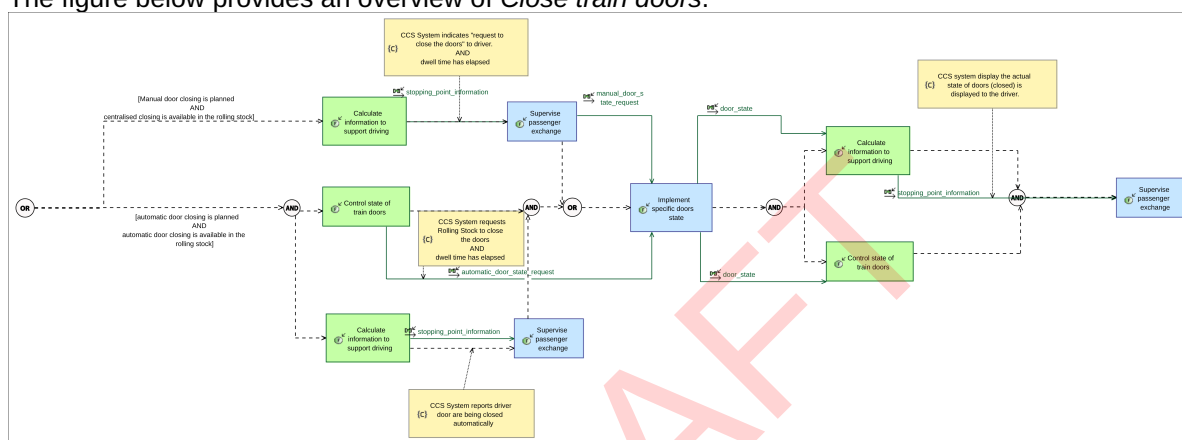 The figure below provides an overview of Close train doors.
CCS System indicates "request to
close the doors" to driver.
AND
dwell time has elapsed
{C}
[Manual door closing is planned
AND
centralised closing is available in the rolling stock]
Calculate
information to
support driving
stopping_point_information
Supervise
passenger
exchange
manual_door_s
tate_request
door_state
CCS system display the actual
state of doors (closed) is
displayed to the driver.
{C}
Calculate
information to
support driving
stopping_point_information
Supervise
passenger
exchange
OR
AND
[automatic door closing is planned
AND
automatic door closing is available in the
rolling stock]
Control state of
train doors
AND
OR
Implement
specific doors
state
AND
AND
CCS System requests
Rolling Stock to close
the doors
AND
dwell time has elapsed
{C}
automatic_door_state_request
door_state
Control state of
train doors
Calculate
information to
support driving
stopping_point_information
Supervise
passenger
exchange
CCS System reports driver
door are being closed
automatically
{C}
AFT